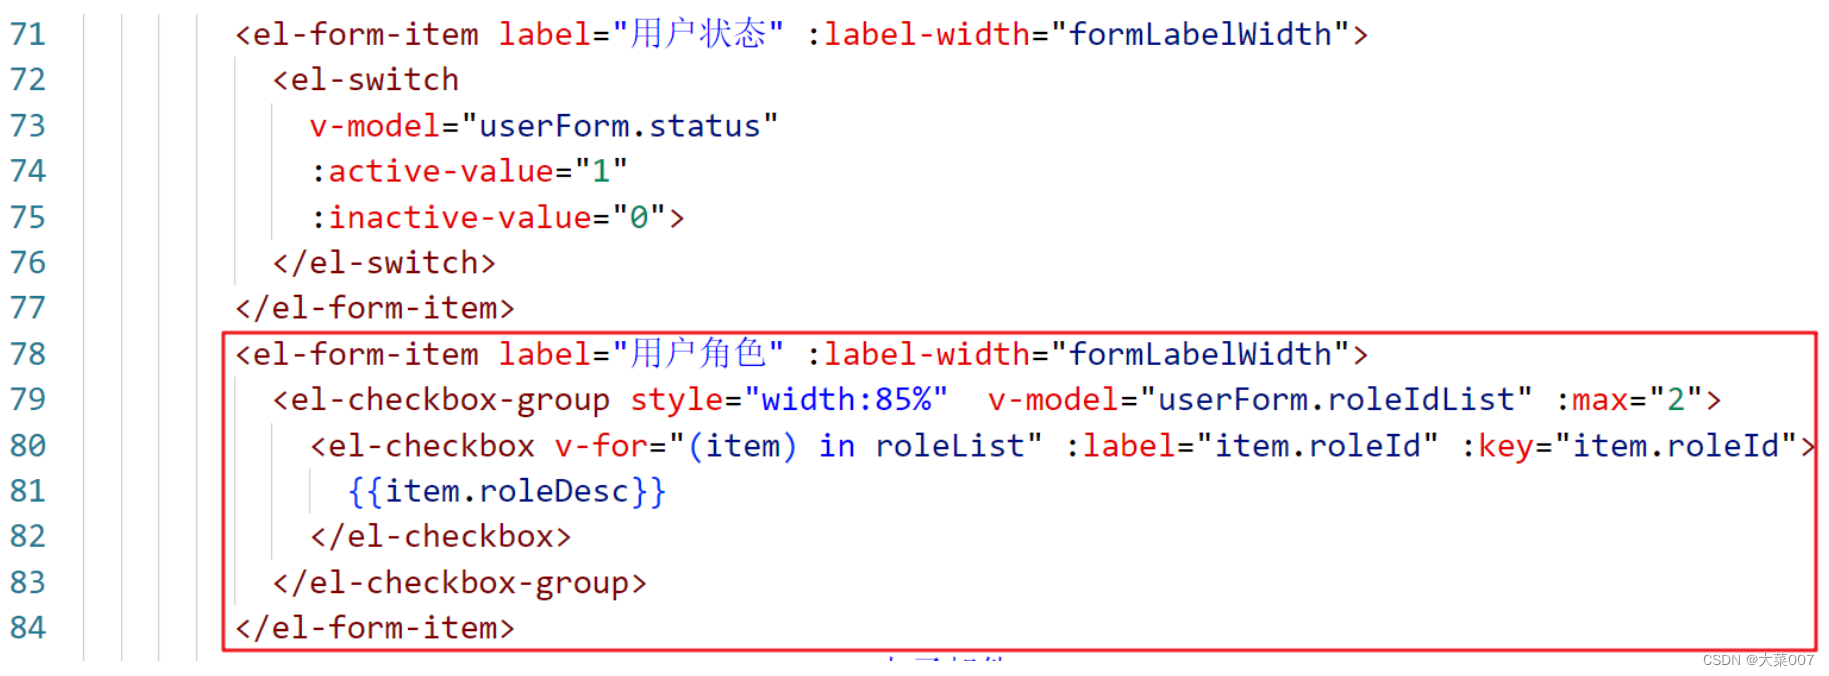 71 <el-form-item label="用户状态" :label-width="formLabelWidth">
72 <el-switch
73 v-model="userForm.status"
74 :active-value="1"
75 :inactive-value="0">
76 </el-switch>
77 </el-form-item>
78 <el-form-item label="用户角色" :label-width="formLabelWidth">
79 <el-checkbox-group style="width:85%"  v-model="userForm.roleIdList" :max="2">
80 <el-checkbox v-for="(item) in roleList" :label="item.roleId" :key="item.roleId">
81 {{item.roleDesc}}
82 </el-checkbox>
83 </el-checkbox-group>
84 </el-form-item>
CSDN @大菜007